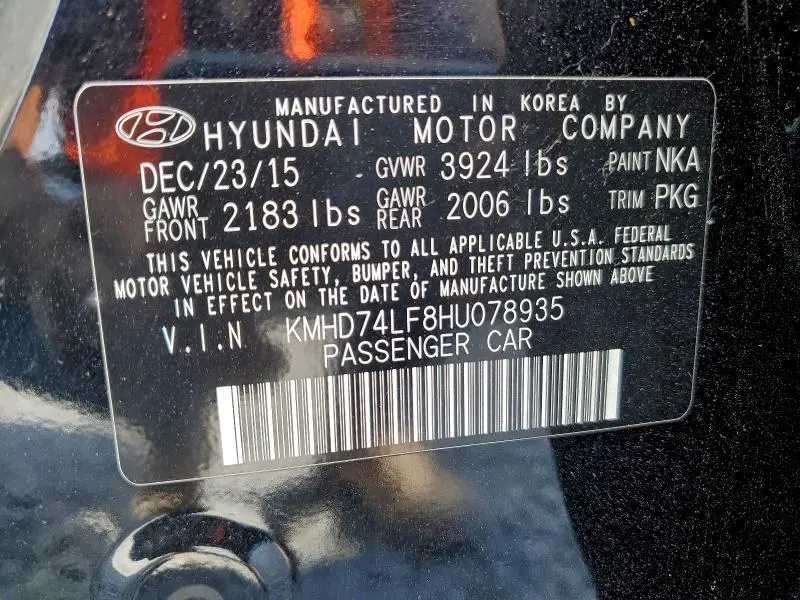 MANUFACTURED IN KOREA BY
HYUNDAI MOTOR COMPANY
DEC/23/15 GVWR 3924 lbs PAINT NKA
GAWR FRONT 2183 lbs GAWR REAR 2006 lbs TRIM PKG
THIS VEHICLE CONFORMS TO ALL APPLICABLE U.S.A. FEDERAL
MOTOR VEHICLE SAFETY, BUMPER, AND THEFT PREVENTION STANDARDS
IN EFFECT ON THE DATE OF MANUFACTURE SHOWN ABOVE
V.I.N KMHD74LF8HU078935
PASSENGER CAR